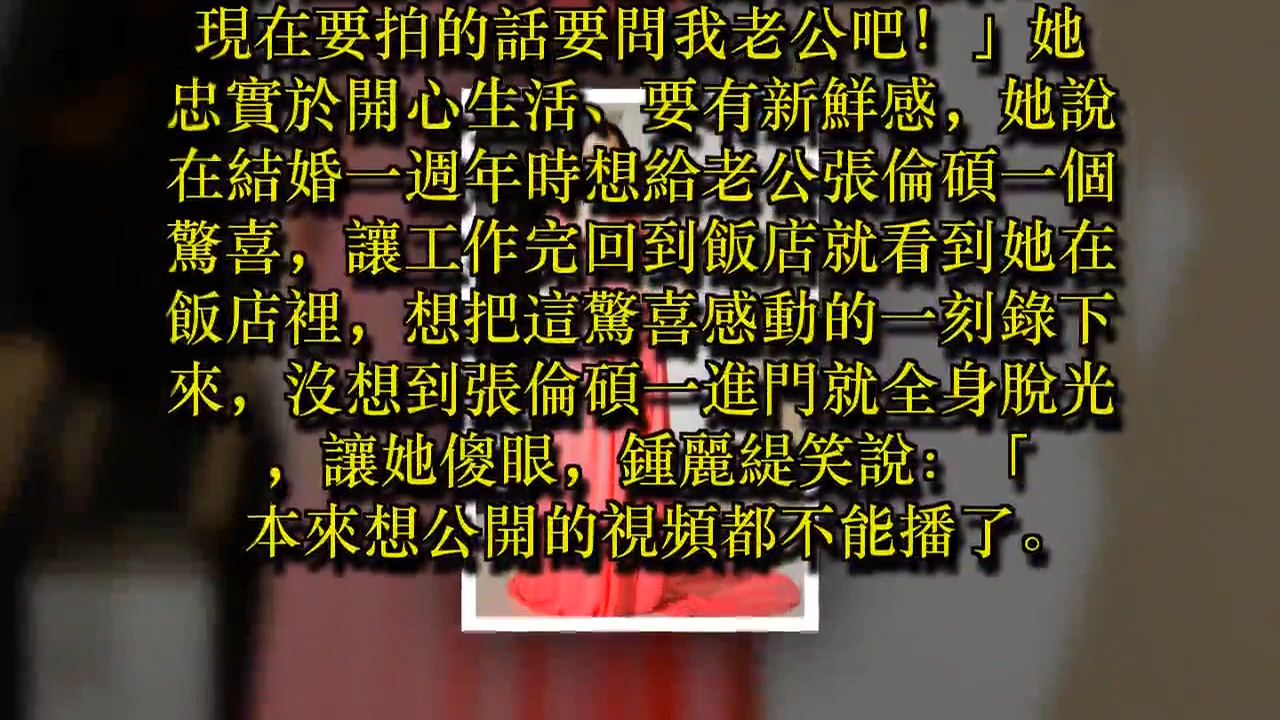 現在要拍的話要問我老公吧！」她
忠實於開心生活、要有新鮮感，她說
在結婚一週年時想給老公張倫碩一個
驚喜，讓工作完回到飯店就看到她在
飯店裡，想把這驚喜感動的一刻錄下
來，沒想到張倫碩一進門就全身脫光
，讓她傻眼，鍾麗緹笑說：「
本來想公開的視頻都不能播了。